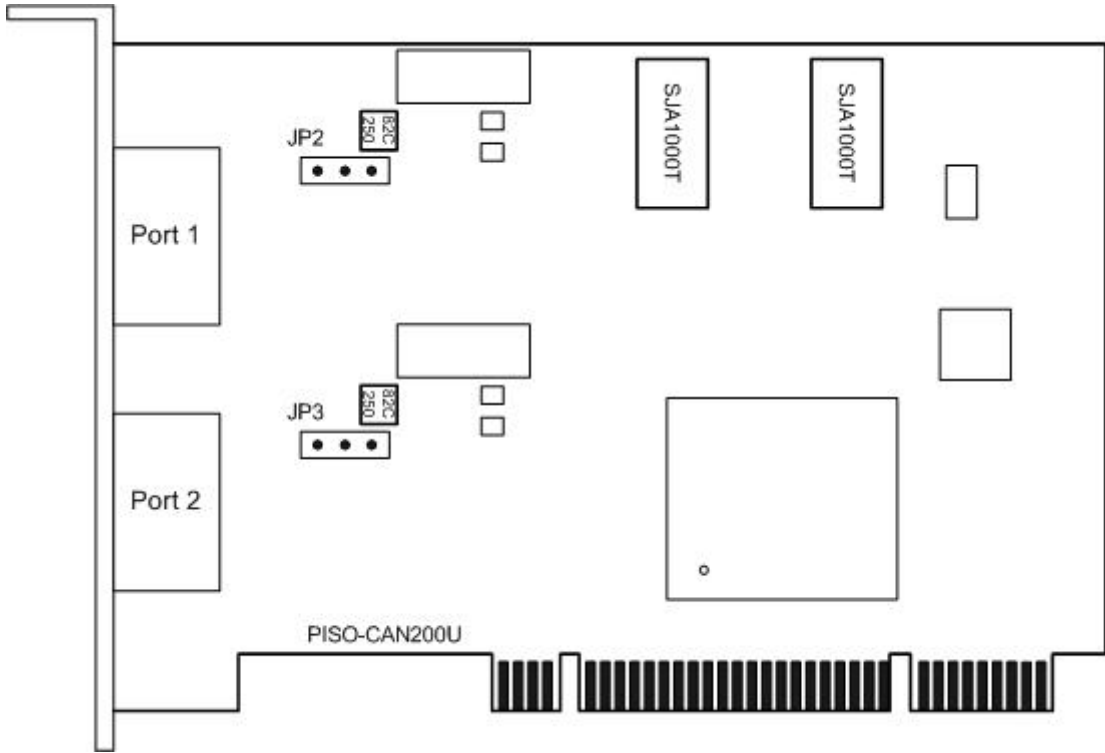 SJA1000T
SJA1000T
82C
250
JP2
Port 1
82C
250
JP3
Port 2
PISO-CAN200U